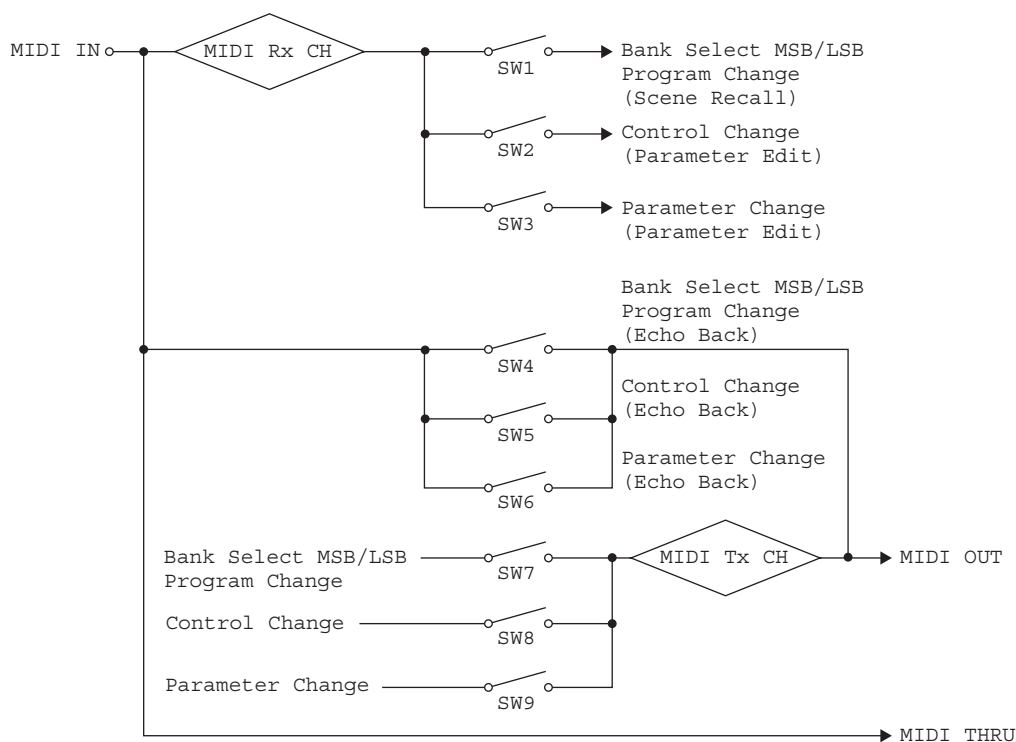 MIDI IN
MIDI Rx CH
SW1
Bank Select MSB/LSB
Program Change
(Scene Recall)
SW2
Control Change
(Parameter Edit)
SW3
Parameter Change
(Parameter Edit)
Bank Select MSB/LSB
Program Change
(Echo Back)
SW4
Control Change
(Echo Back)
SW5
Parameter Change
(Echo Back)
SW6
Bank Select MSB/LSB
Program Change
SW7
MIDI Tx CH
MIDI OUT
Control Change
SW8
Parameter Change
SW9
MIDI THRU